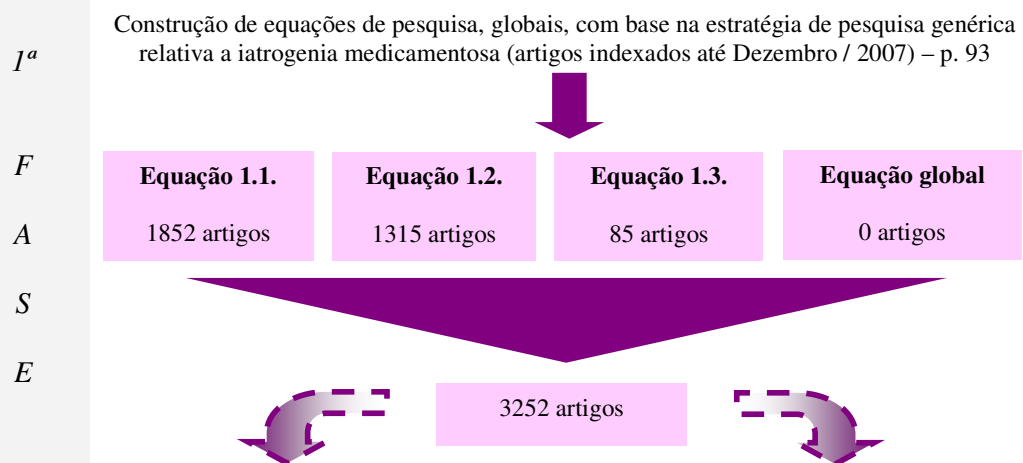 Construção de equações de pesquisa, globais, com base na estratégia de pesquisa genérica
relativa a iatrogenia medicamentosa (artigos indexados até Dezembro / 2007) – p. 93
1ª
F
A
S
E
Equação 1.1.
1852 artigos
Equação 1.2.
1315 artigos
Equação 1.3.
85 artigos
Equação global
0 artigos
3252 artigos